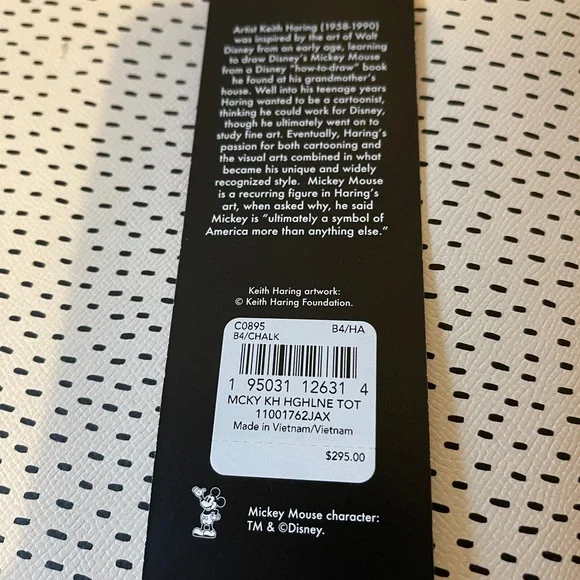 Artist Keith Haring (1958-1990)
was inspired by the art of Walt
Disney from an early age, learning
to draw Disney's Mickey Mouse
from a Disney "how-to-draw" book
he found at his grandmother's
house. Well into his teenage years
Haring wanted to be a cartoonist,
thinking he could work for Disney,
though he ultimately went on to
study fine art. Eventually, Haring's
passion for both cartooning and
the visual arts combined in what
became his unique and widely
recognized style. Mickey Mouse
is a recurring figure in Haring's
art, when asked why, he said
Mickey is "ultimately a symbol of
America more than anything else."
Keith Haring artwork:
© Keith Haring Foundation.
C0895 B4/HA
B4/CHALK
1 95031 12631 4
MCKY KH HGHLNE TOT
11001762JAX
Made in Vietnam/Vietnam
$295.00
Mickey Mouse character:
TM & ©Disney.